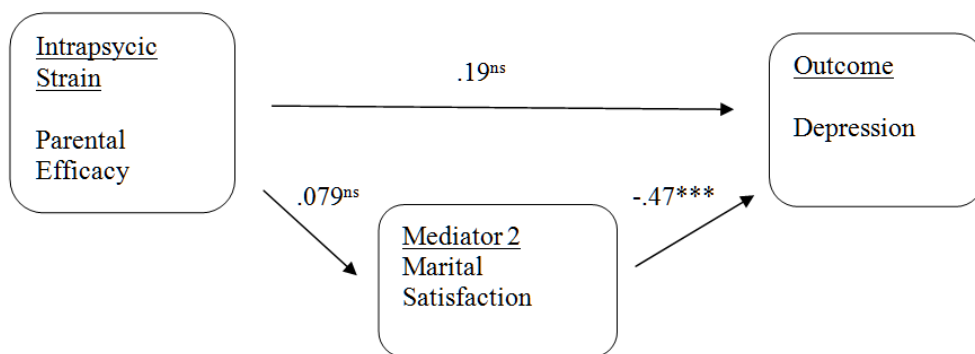 Intrapsycic
Strain
Parental
Efficacy
.19ns
Outcome
Depression
.079ns
-.47***
Mediator 2
Marital
Satisfaction